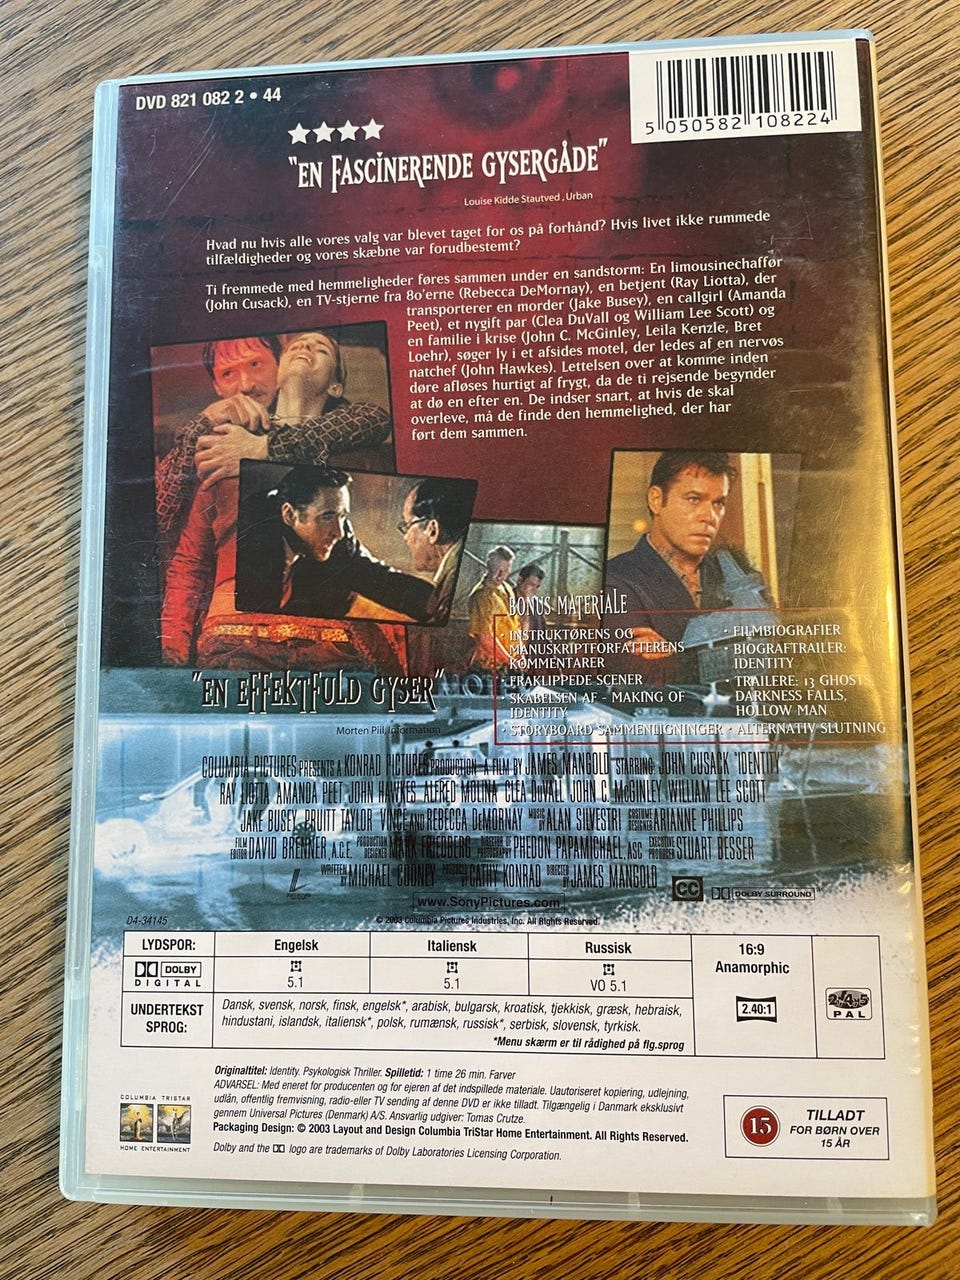 DVD 821 082 2 • 44
5 050582 108224
"EN FASCINERENDE GYSERGÅDE"
Louise Kidde Stautved , Urban
Hvad nu hvis alle vores valg var blevet taget for os på forhånd? Hvis livet ikke rummede
tilfældigheder og vores skæbne var forudbestemt?
Ti fremmede med hemmeligheder føres sammen under en sandstorm: En limousinechaffør
(John Cusack), en TV-stjerne fra 80'erne (Rebecca DeMornay), en betjent (Ray Liotta), der
transporterer en morder (Jake Busey), en callgirl (Amanda
Peet), et nygift par (Clea DuVall og William Lee Scott) og
en familie i krise (John C. McGinley, Leila Kenzle, Bret
Loehr), søger ly i et afsides motel, der ledes af en nervøs
natchef (John Hawkes). Lettelsen over at komme inden
døre afløses hurtigt af frygt, da de ti rejsende begynder
at dø en efter en. De indser snart, at hvis de skal
overleve, må de finde den hemmelighed, der har
ført dem sammen.
BONUS MATERIALE
• INSTRUKTØRENS OG
MANUSKRIPTFORFATTERENS
KOMMENTARER
• FRAKLIPPEDE SCENER
• SKABELSEN AF - MAKING OF
IDENTITY
• STORYBOARD SAMMENLIGNINGER
• FILMBIOGRAFIER
• BIOGRAFTRAILER:
IDENTITY
• TRAILERE: 13 GHOSTS,
DARKNESS FALLS,
HOLLOW MAN
• ALTERNATIV SLUTNING
"EN EFFEKTFULD GYSER"
Morten Piil, Information
COLUMBIA PICTURES PRESENTS A KONRAD PICTURES PRODUCTION A FILM BY JAMES MANGOLD STARRING: JOHN CUSACK "IDENTITY"
RAY LIOTTA AMANDA PEET JOHN HAWKES ALFRED MOLINA CLEA DUVALL JOHN C. McGINLEY WILLIAM LEE SCOTT
JAKE BUSEY PRUITT TAYLOR VINCE AND REBECCA DeMORNAY MUSIC BY ALAN SILVESTRI COSTUME DESIGNER ARIANNE PHILLIPS
FILM EDITOR DAVID BRENNER, A.C.E. PRODUCTION DESIGNER MARK FRIEDBERG DIRECTOR OF PHOTOGRAPHY PHEDON PAPAMICHAEL, ASC EXECUTIVE PRODUCER STUART BESSER
WRITTEN BY MICHAEL COONEY CATHY KONRAD DIRECTED BY JAMES MANGOLD
CC DOLBY SURROUND
www.SonyPictures.com
D4-34145
© 2003 Columbia Pictures Industries, Inc. All Rights Reserved.
LYDSPOR: Engelsk Italiensk Russisk
DOLBY
DIGITAL
5.1 5.1 VO 5.1
16:9
Anamorphic
2.40:1
2,4,5
PAL
UNDERTEKST
SPROG:
Dansk, svensk, norsk, finsk, engelsk*, arabisk, bulgarsk, kroatisk, tjekkisk, græsk, hebraisk,
hindustani, islandsk, italiensk*, polsk, rumænsk, russisk*, serbisk, slovensk, tyrkisk.
*Menu skærm er til rådighed på flg.sprog
Originaltitel: Identity. Psykologisk Thriller. Spilletid: 1 time 26 min. Farver
ADVARSEL: Med eneret for producenten og for ejeren af det indspillede materiale. Uautoriseret kopiering, udlejning,
udlån, offentlig fremvisning, radio-eller TV sending af denne DVD er ikke tilladt. Tilgængelig i Danmark eksklusivt
gennem Universal Pictures (Denmark) A/S. Ansvarlig udgiver: Tomas Crutze.
Packaging Design: © 2003 Layout and Design Columbia TriStar Home Entertainment. All Rights Reserved.
Dolby and the DD logo are trademarks of Dolby Laboratories Licensing Corporation.
COLUMBIA TRISTAR
HOME ENTERTAINMENT
15
TILLADT
FOR BØRN OVER
15 ÅR